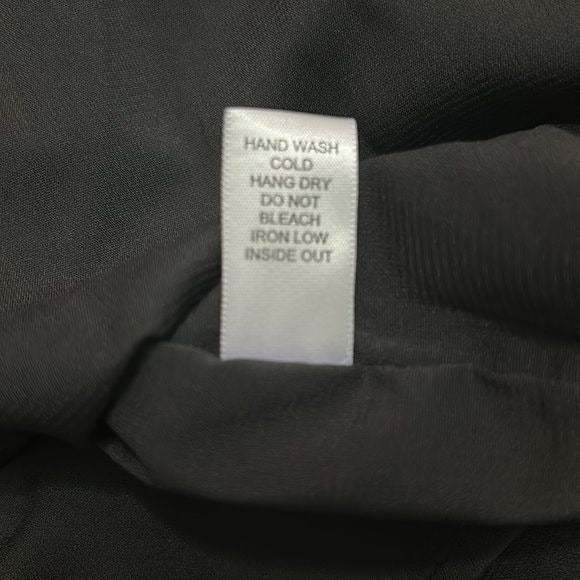 HAND WASH
COLD
HANG DRY
DO NOT
BLEACH
IRON LOW
INSIDE OUT